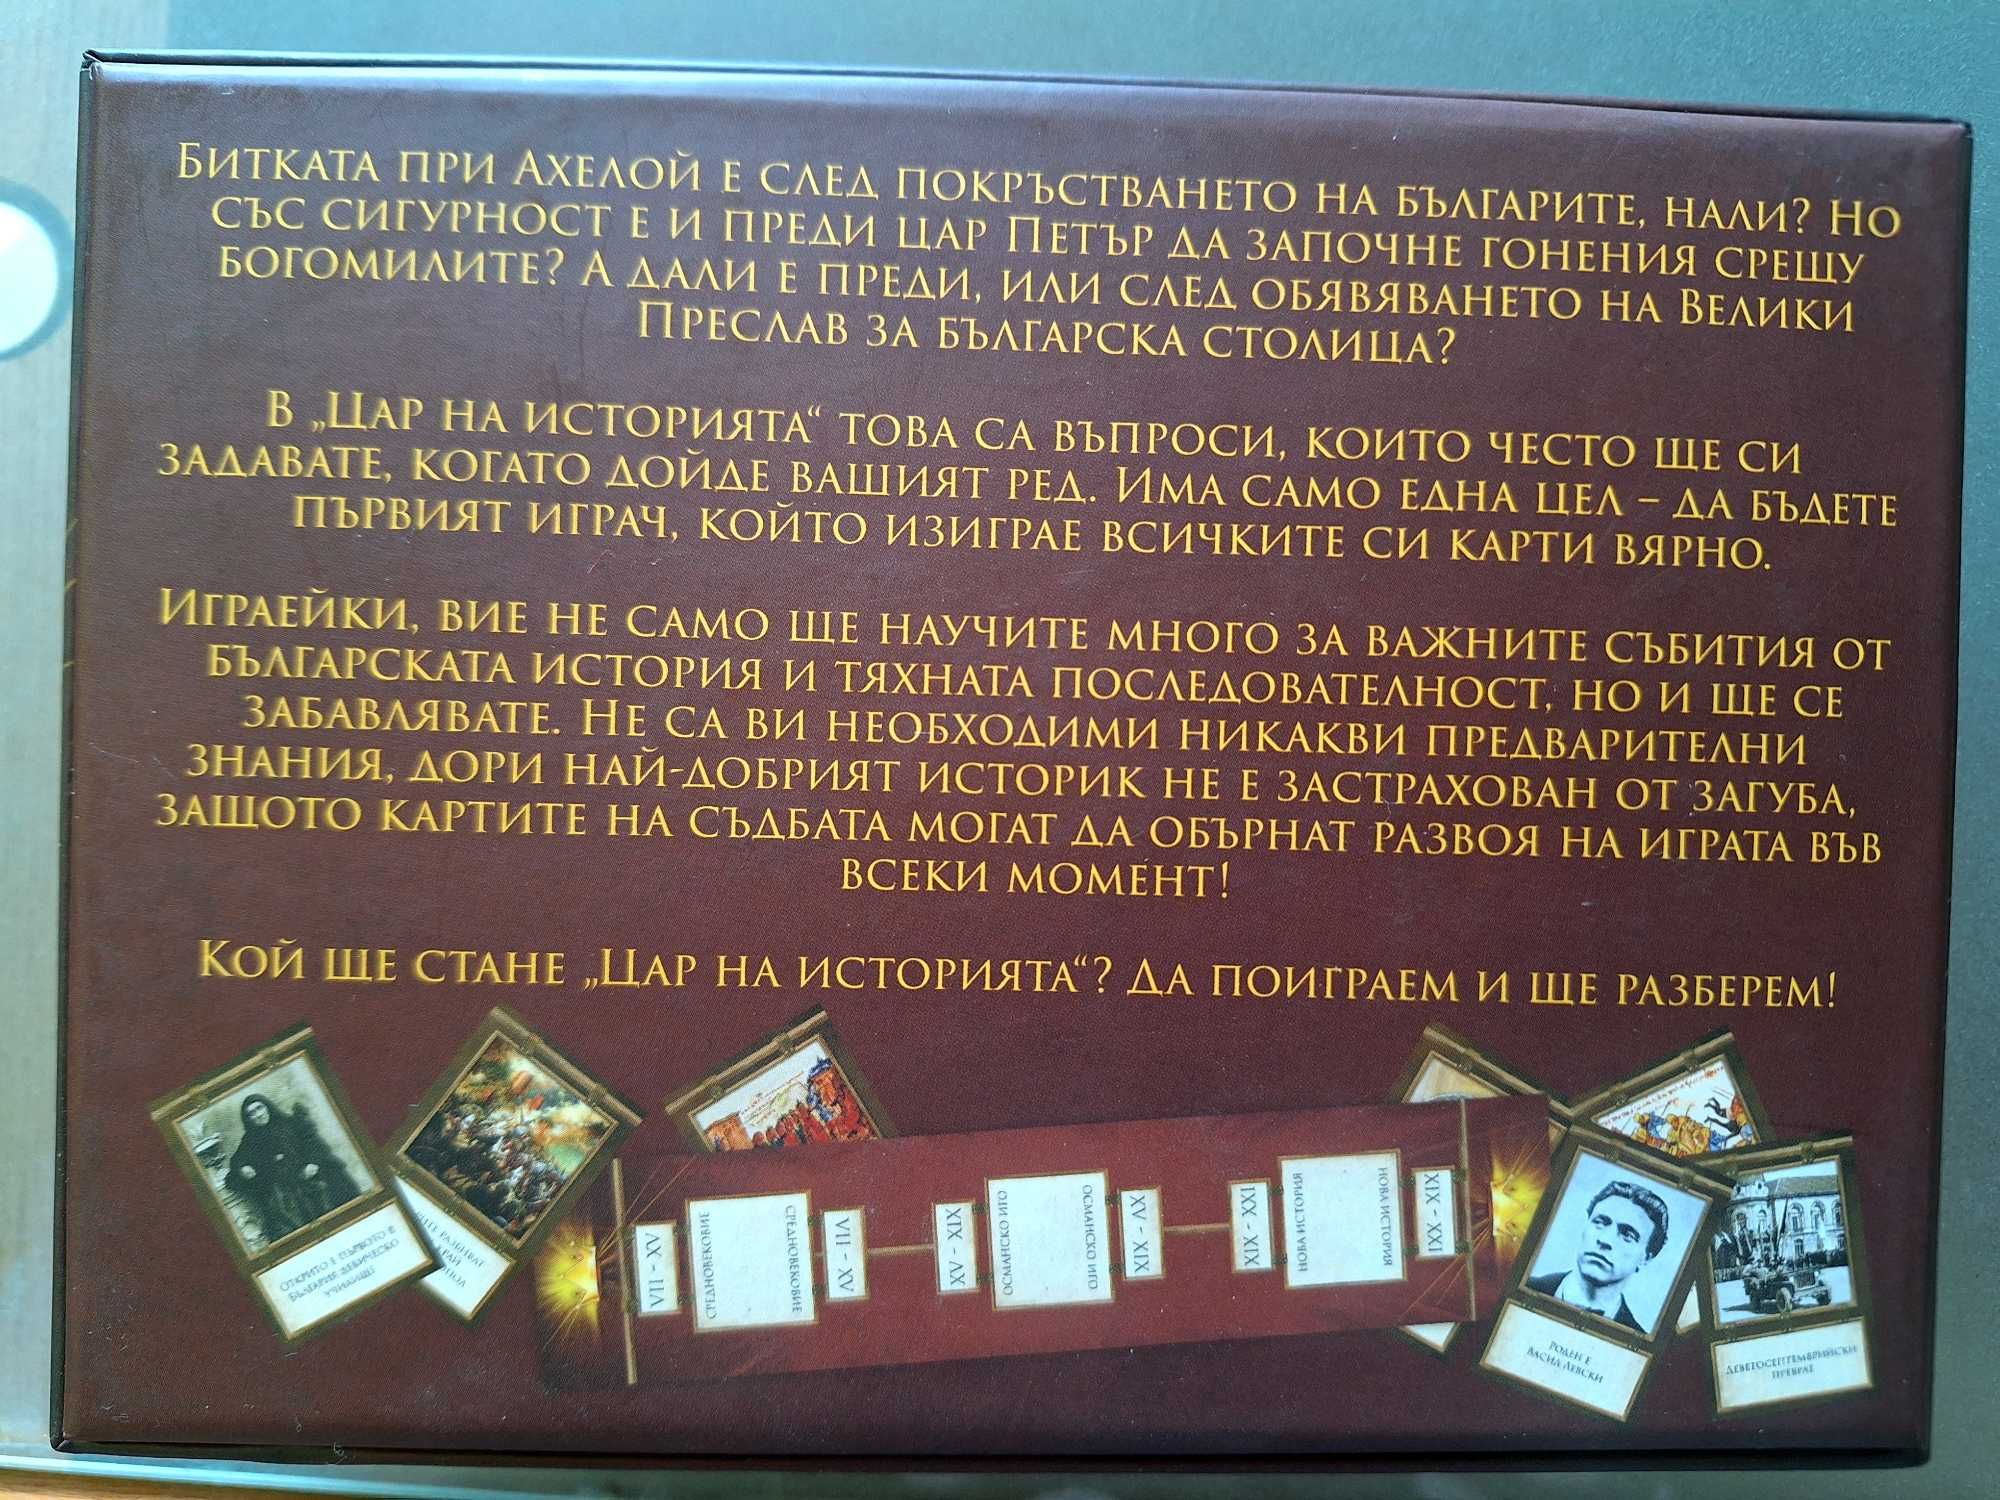 Битката при Ахелой е след покръстването на българите, нали? Но
със сигурност е и преди цар Петър да започне гонения срещу
богомилите? А дали е преди, или след обявяването на Велики
Преслав за българска столица?
В „Цар на историята“ това са въпроси, които често ще си
задавате, когато дойде вашият ред. Има само една цел – да бъдете
първият играч, който изиграе всичките си карти вярно.
Играейки, вие не само ще научите много за важните събития от
българската история и тяхната последователност, но и ще се
забавлявате. Не са ви необходими никакви предварителни
знания, дори най-добрият историк не е застрахован от загуба,
защото картите на съдбата могат да обърнат развоя на играта във
всеки момент!
Кой ще стане „Цар на историята“? Да поиграем и ще разберем!
Открито е първото в
България девическо
училище
VII - XV
Средновековие
Средновековие
VII - XV
XV - XIX
Османско иго
Османско иго
XV - XIX
XIX - XXI
Нова история
Нова история
XIX - XXI
Роден е
Васил Левски
Деветосептемврийски
преврат